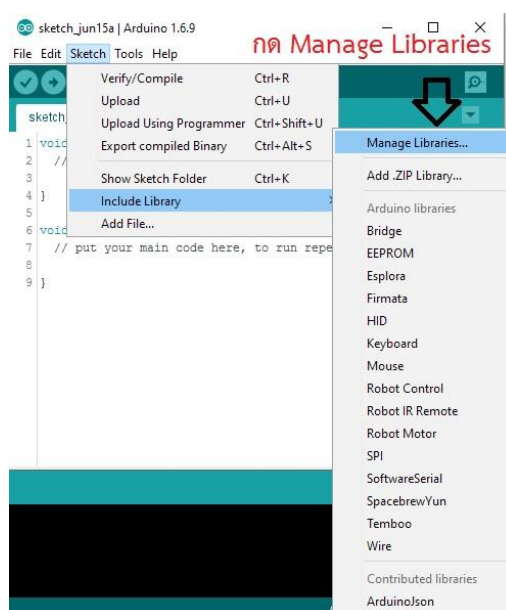 sketch_jun15a | Arduino 1.6.9
กด Manage Libraries
File Edit Sketch Tools Help
Verify/Compile Ctrl+R
Upload Ctrl+U
Upload Using Programmer Ctrl+Shift+U
Export compiled Binary Ctrl+Alt+S
Show Sketch Folder Ctrl+K
Include Library
Add File...
Manage Libraries...
Add .ZIP Library...
Arduino libraries
Bridge
EEPROM
Esplora
Firmata
HID
Keyboard
Mouse
Robot Control
Robot IR Remote
Robot Motor
SPI
SoftwareSerial
SpacebrewYun
Temboo
Wire
Contributed libraries
ArduinoJson
sketch_
1 void
2 //
3
4 }
5
6 void
7 // put your main code here, to run repe
8
9 }